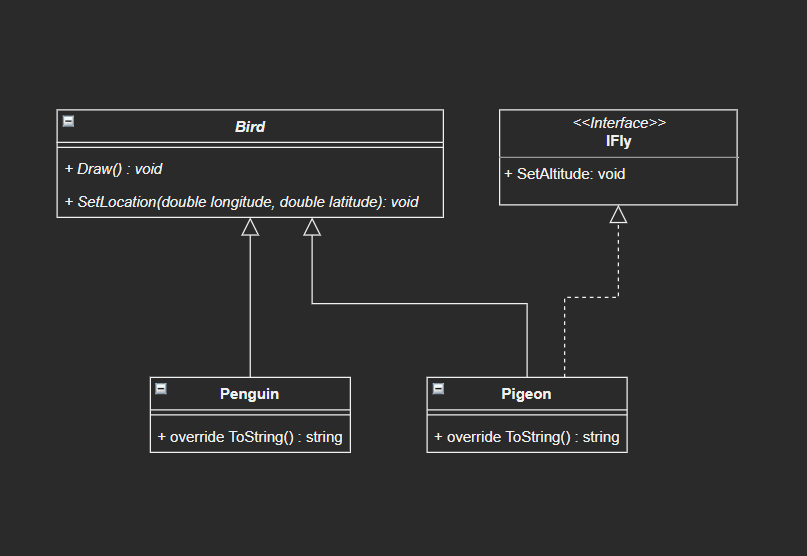 Bird
+ Draw() : void
+ SetLocation(double longitude, double latitude): void
<<Interface>>
IFly
+ SetAltitude: void
Penguin
+ override ToString() : string
Pigeon
+ override ToString() : string